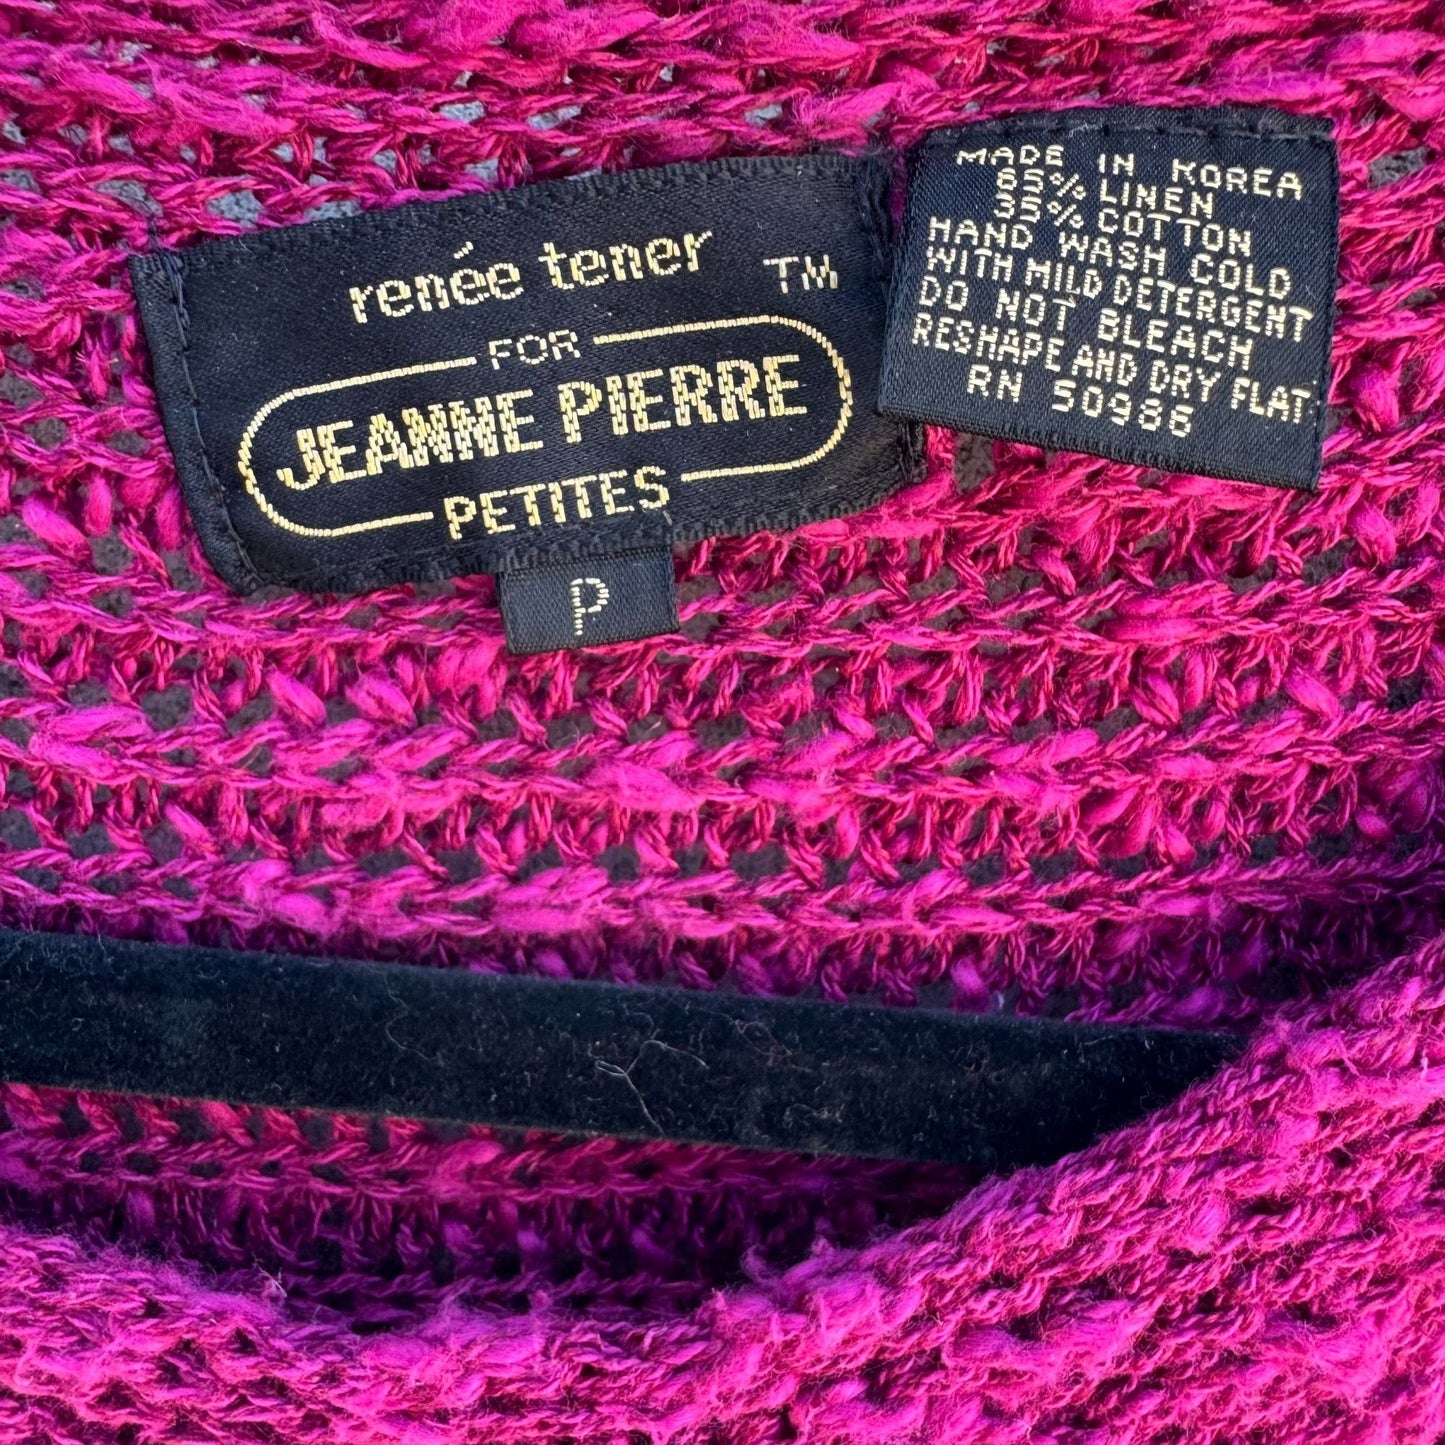 renée tener
TM
FOR
JEANNE PIERRE
PETITES
P
MADE IN KOREA
65% LINEN
35% COTTON
HAND WASH COLD
WITH MILD DETERGENT
DO NOT BLEACH
RESHAPE AND DRY FLAT
RN 50986